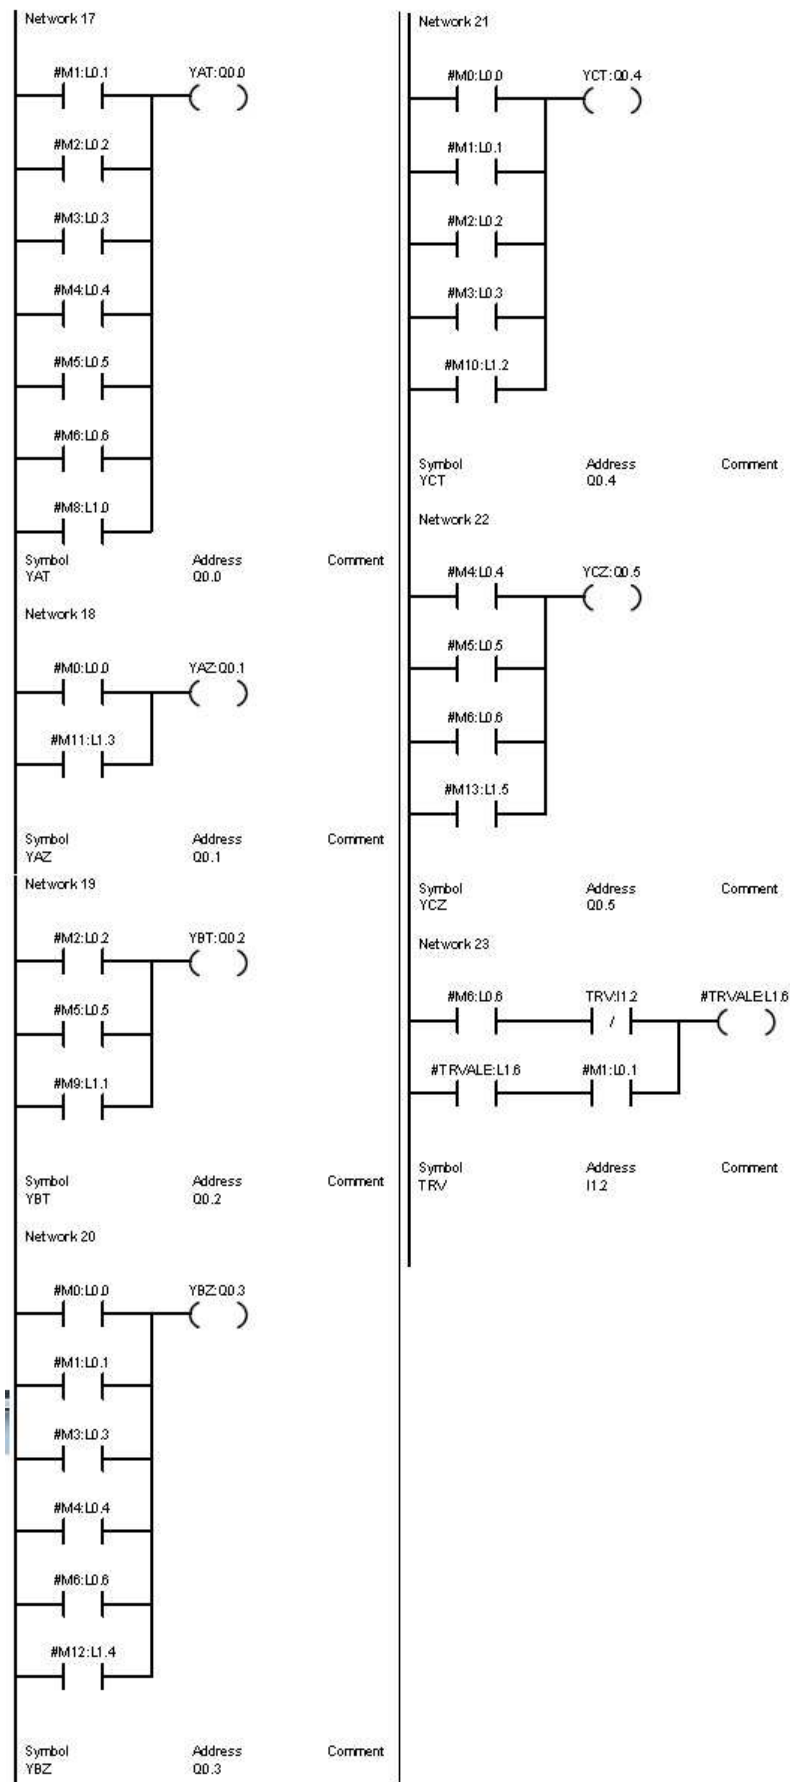 Network 17
#M1:L0.1 YAT:Q0.0
#M2:L0.2
#M3:L0.3
#M4:L0.4
#M5:L0.5
#M6:L0.6
#M8:L1.0
Symbol Address Comment
YAT Q0.0
Network 18
#M0:L0.0 YAZ:Q0.1
#M11:L1.3
Symbol Address Comment
YAZ Q0.1
Network 19
#M2:L0.2 YBT:Q0.2
#M5:L0.5
#M9:L1.1
Symbol Address Comment
YBT Q0.2
Network 20
#M0:L0.0 YBZ:Q0.3
#M1:L0.1
#M3:L0.3
#M4:L0.4
#M6:L0.6
#M12:L1.4
Symbol Address Comment
YBZ Q0.3
Network 21
#M0:L0.0 YCT:Q0.4
#M1:L0.1
#M2:L0.2
#M3:L0.3
#M10:L1.2
Symbol Address Comment
YCT Q0.4
Network 22
#M4:L0.4 YCZ:Q0.5
#M5:L0.5
#M6:L0.6
#M13:L1.5
Symbol Address Comment
YCZ Q0.5
Network 23
#M6:L0.6 TRV:I1.2 #TRVALE:L1.6
/
#TRVALE:L1.6 #M1:L0.1
Symbol Address Comment
TRV I1.2